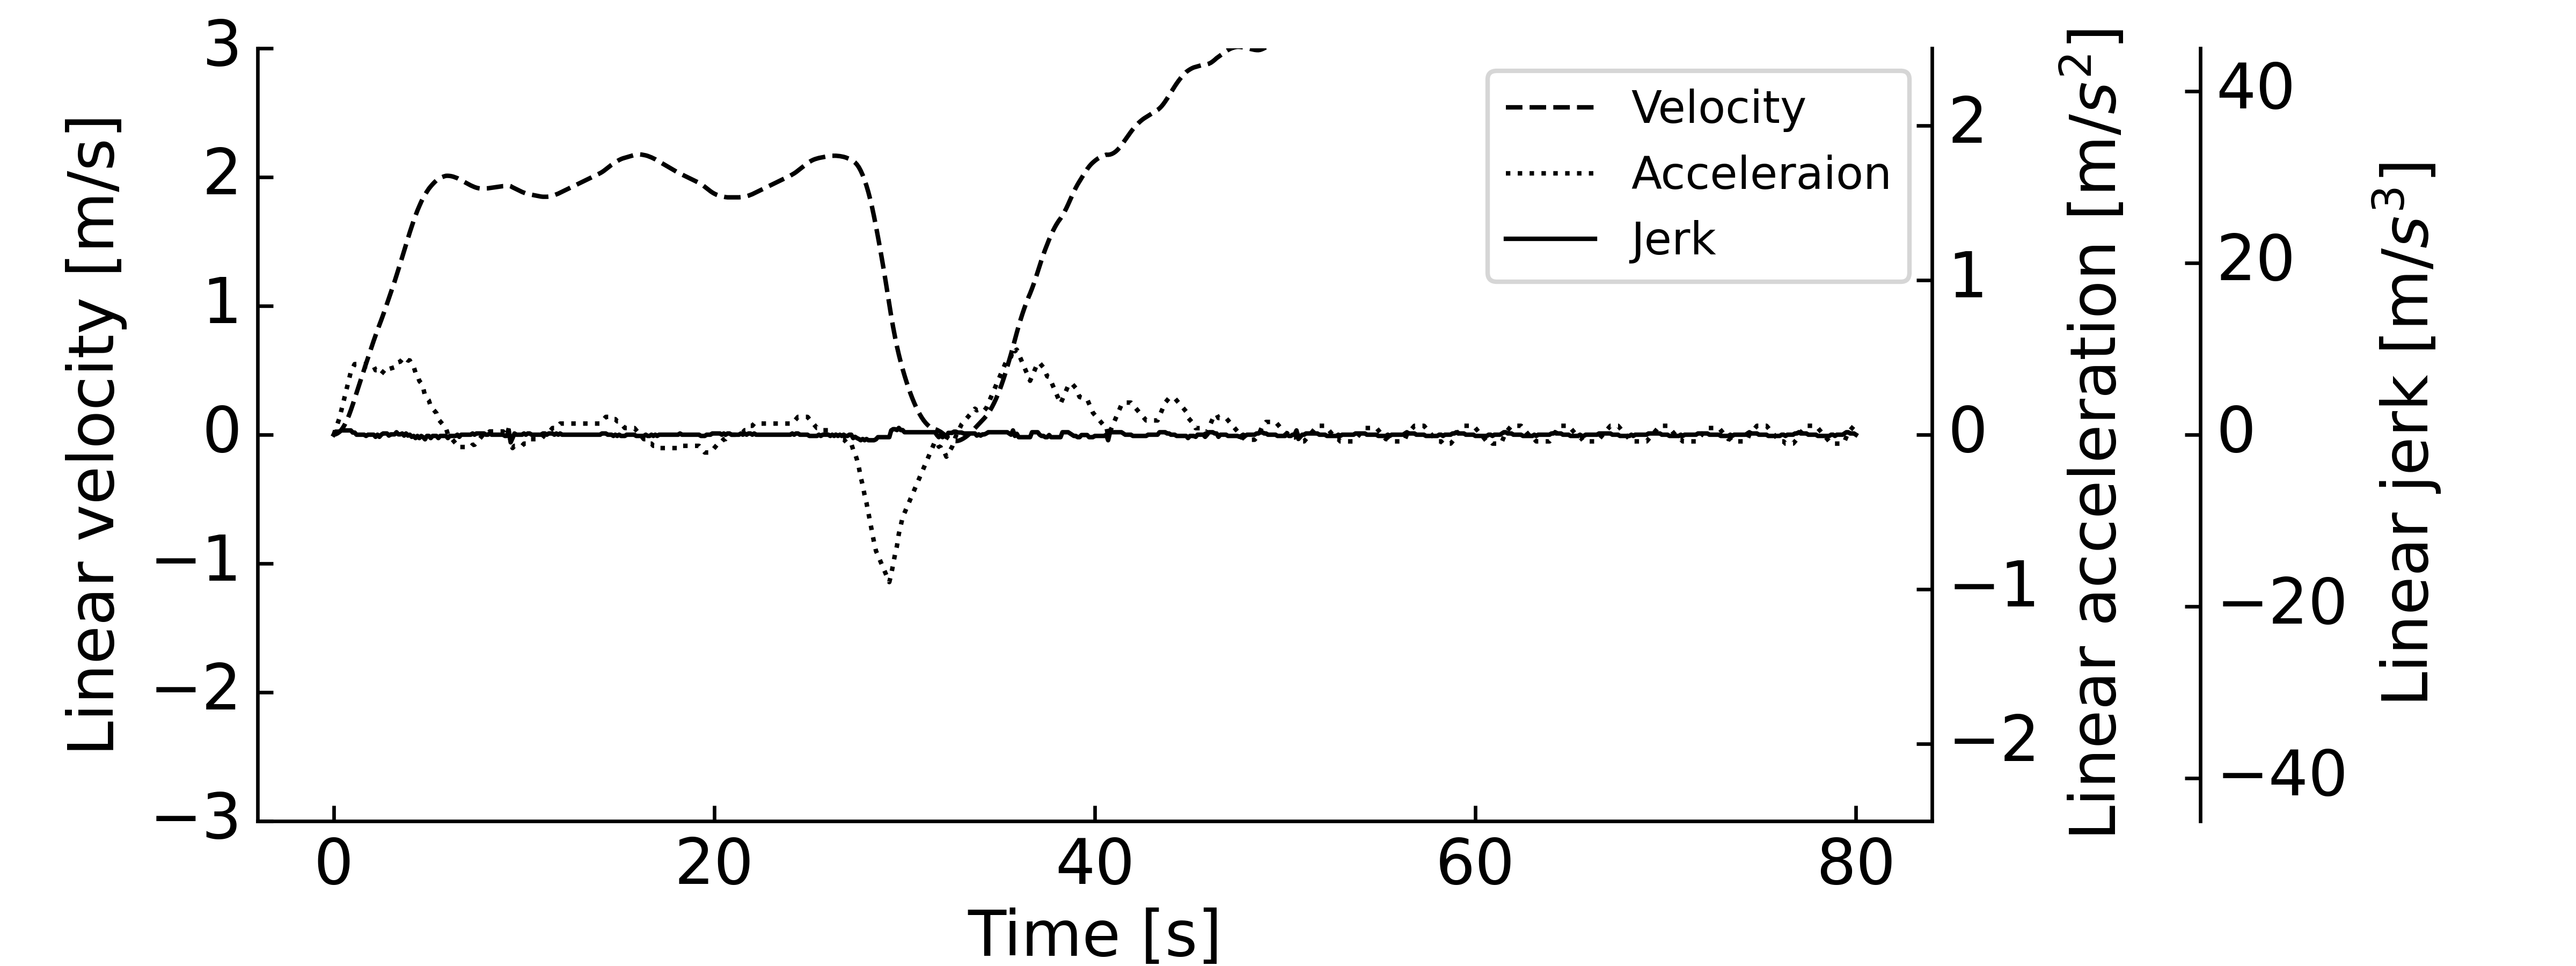 Linear velocity [m/s]
3
2
1
0
−1
−2
−3
0 20 40 60 80
Time [s]
Velocity
Acceleraion
Jerk
2
1
0
−1
−2
Linear acceleration [m/s²]
40
20
0
−20
−40
Linear jerk [m/s³]